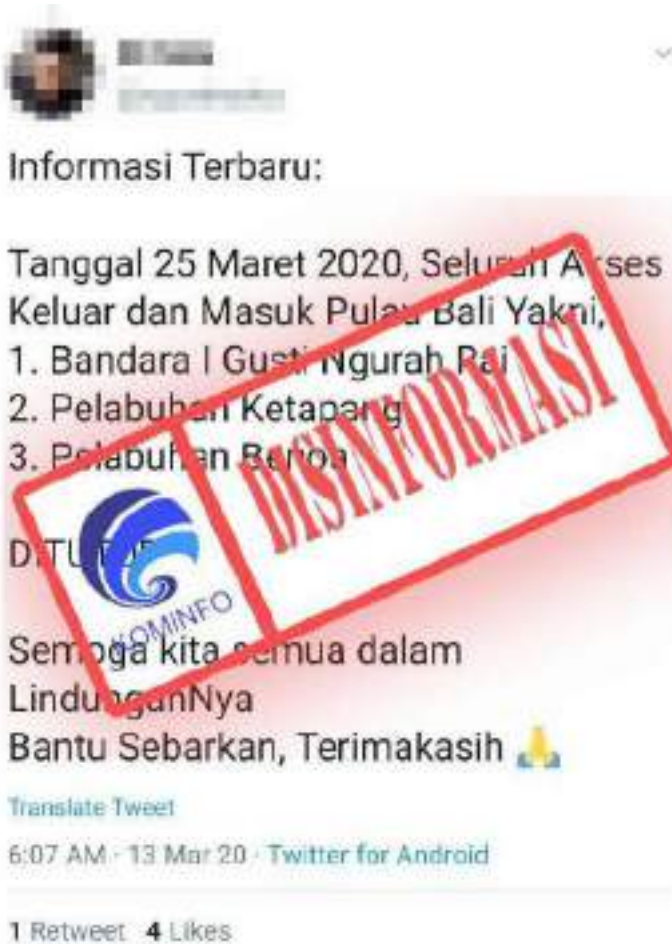 Informasi Terbaru:
Tanggal 25 Maret 2020, Seluruh Akses
Keluar dan Masuk Pulau Bali Yakni,
1. Bandara I Gusti Ngurah Rai
2. Pelabuhan Ketapang
3. Pelabuhan Benoa
DISINFORMASI
DITUTUP
KOMINFO
Semoga kita semua dalam
LindunganNya
Bantu Sebarkan, Terimakasih 🙏
Translate Tweet
6:07 AM · 13 Mar 20 · Twitter for Android
1 Retweet 4 Likes